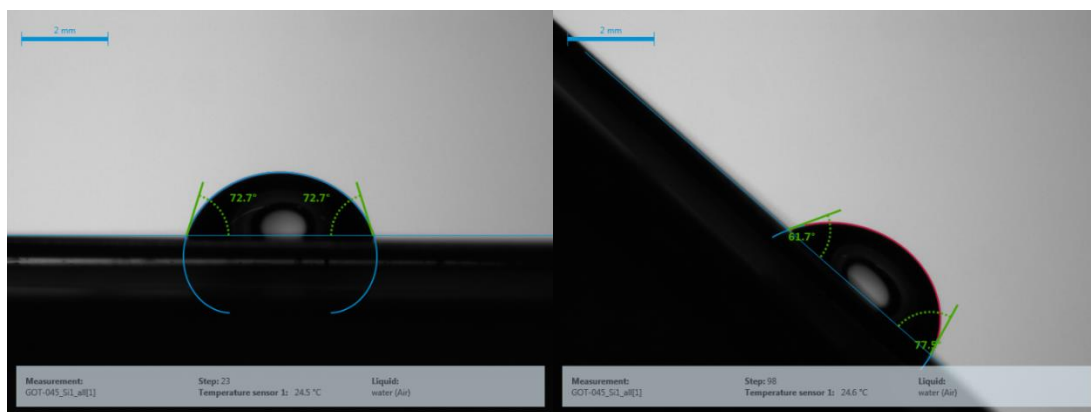 2 mm
72.7°
72.7°
Measurement:
GOT-045_Si1_all[1]
Step: 23
Temperature sensor 1: 24.5 °C
Liquid:
water (Air)
2 mm
61.7°
77.5°
Measurement:
GOT-045_Si1_all[1]
Step: 98
Temperature sensor 1: 24.6 °C
Liquid:
water (Air)